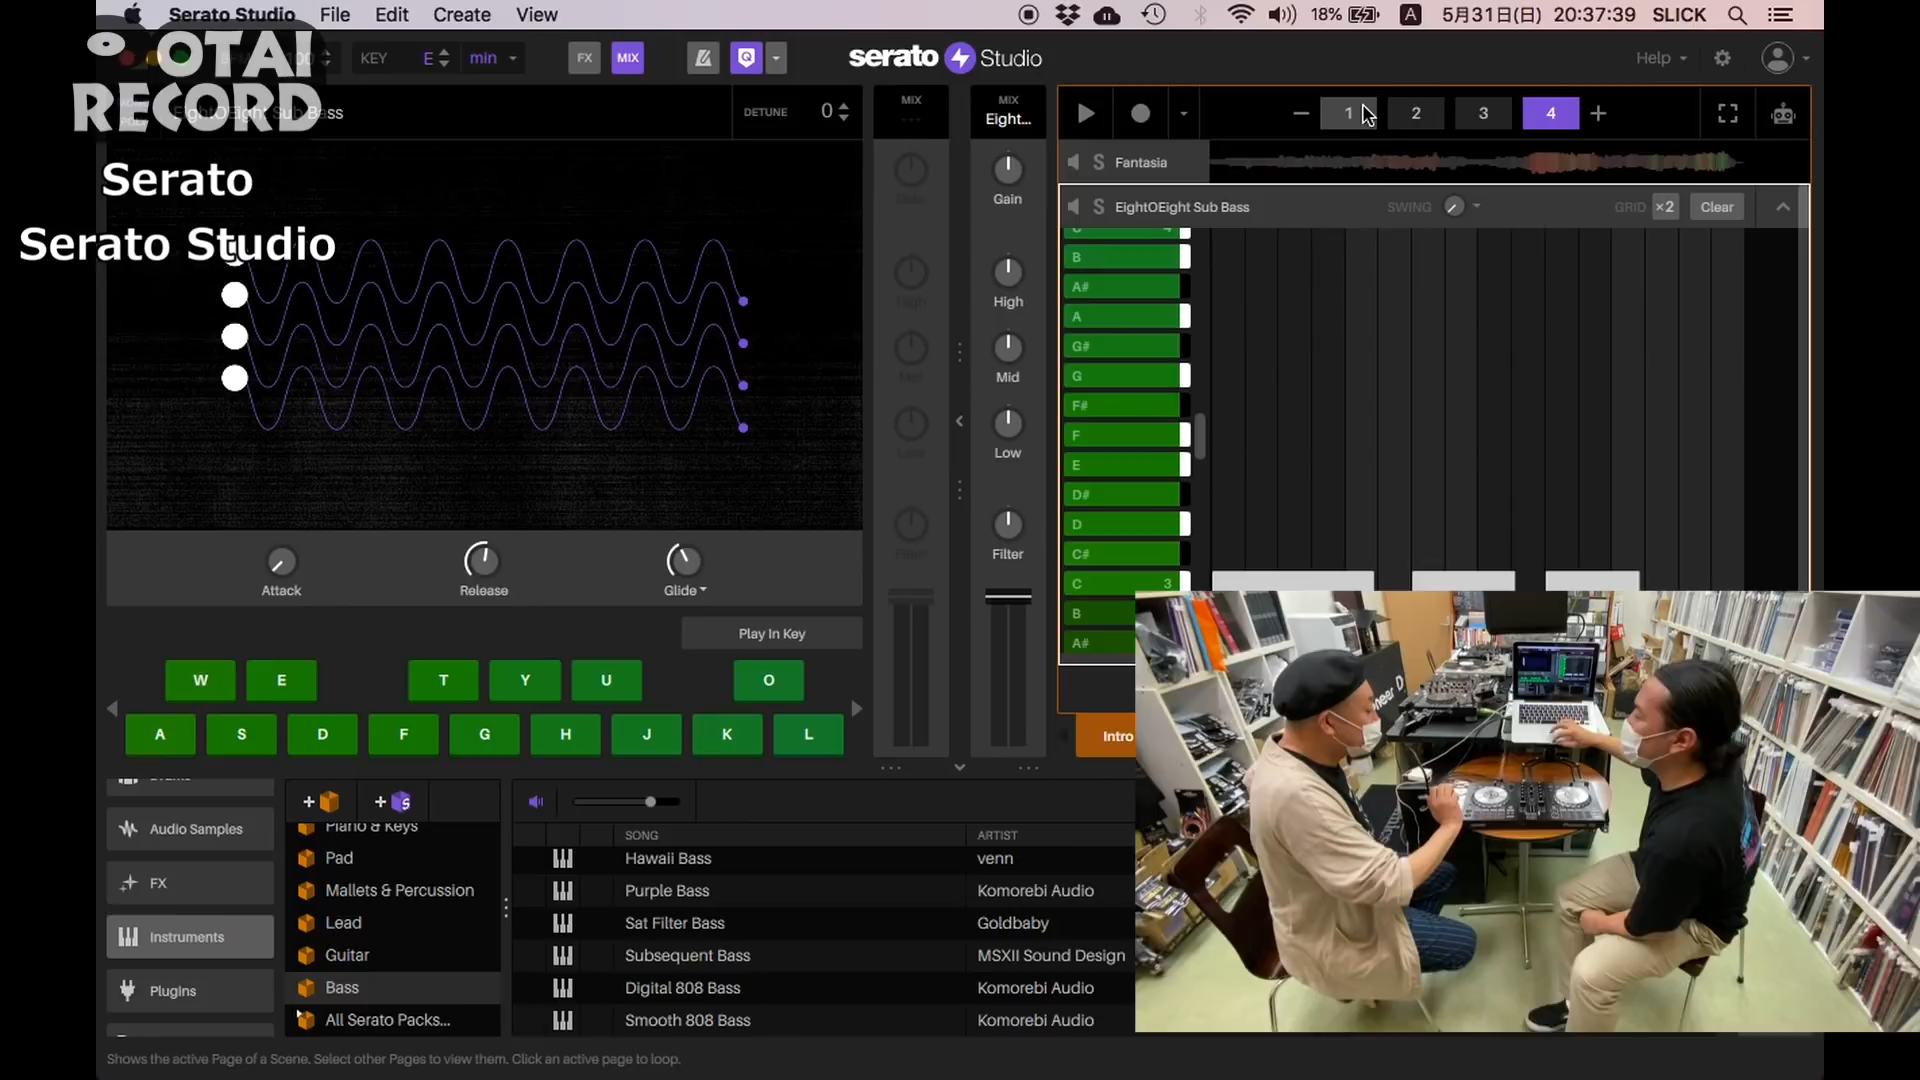 Serato Studio File Edit Create View
18% A 5月31日(日) 20:37:39 SLICK
OTAI
RECORD
KEY E min FX MIX
serato Studio
Help
EightOEight Sub Bass
DETUNE 0
MIX
MIX
Eight...
1 2 3 4
Serato
Serato Studio
S Fantasia
S EightOEight Sub Bass SWING GRID ×2 Clear
Gain
High
Mid
Low
Filter
C 4
B
A#
A
G#
G
F#
F
E
D#
D
C#
C 3
B
A#
Attack Release Glide
Play In Key
W E T Y U O
A S D F G H J K L
Intro
Audio Samples
FX
Instruments
Plugins
Piano & Keys
Pad
Mallets & Percussion
Lead
Guitar
Bass
All Serato Packs...
SONG ARTIST
Hawaii Bass venn
Purple Bass Komorebi Audio
Sat Filter Bass Goldbaby
Subsequent Bass MSXII Sound Design
Digital 808 Bass Komorebi Audio
Smooth 808 Bass Komorebi Audio
Shows the active Page of a Scene. Select other Pages to view them. Click an active page to loop.